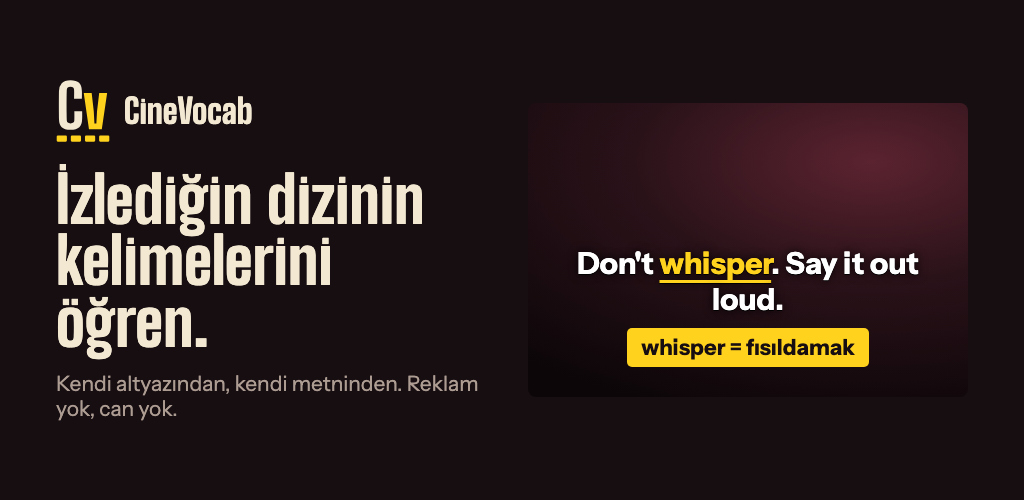 Cv CineVocab
İzlediğin dizinin
kelimelerini
öğren.
Kendi altyazından, kendi metninden. Reklam
yok, can yok.
Don't whisper. Say it out
loud.
whisper = fısıldamak